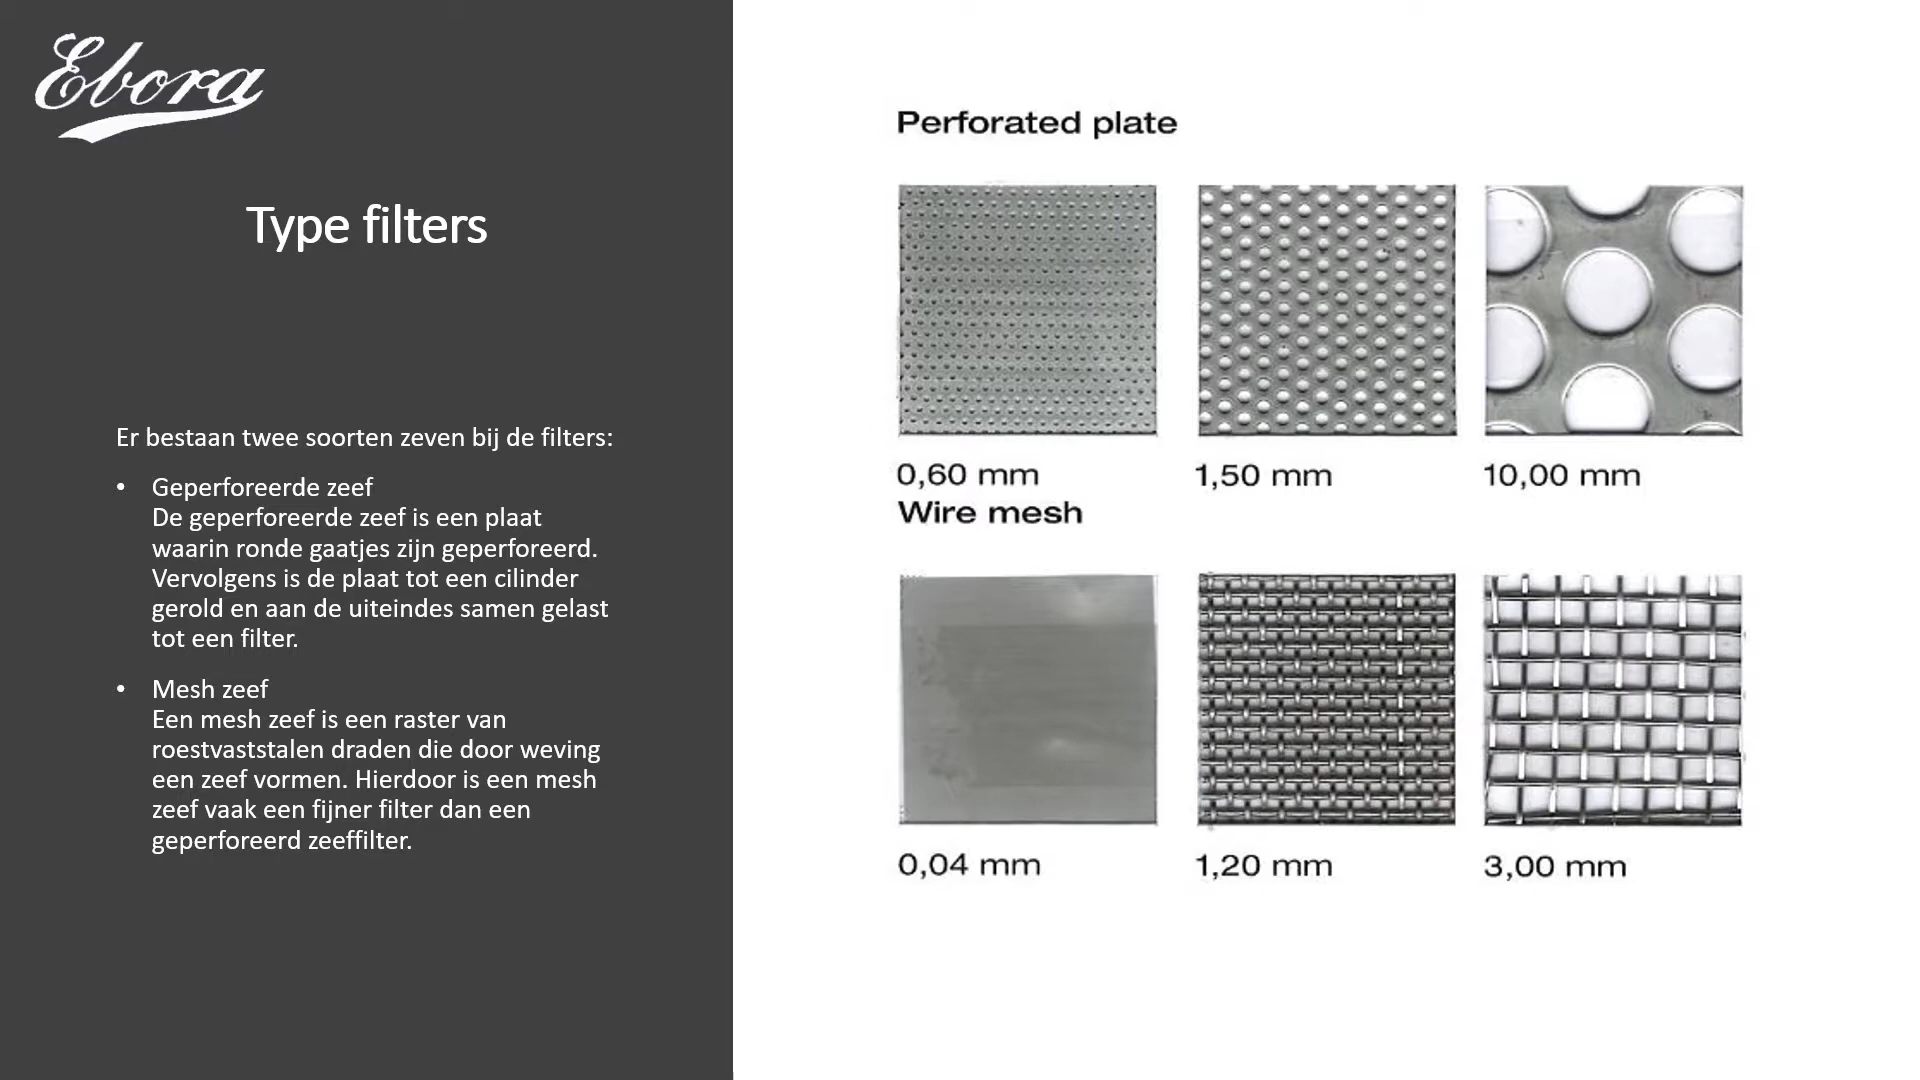 Ebora
Type filters
Er bestaan twee soorten zeven bij de filters:
• Geperforeerde zeef
De geperforeerde zeef is een plaat
waarin ronde gaatjes zijn geperforeerd.
Vervolgens is de plaat tot een cilinder
gerold en aan de uiteindes samen gelast
tot een filter.
• Mesh zeef
Een mesh zeef is een raster van
roestvaststalen draden die door weving
een zeef vormen. Hierdoor is een mesh
zeef vaak een fijner filter dan een
geperforeerd zeeffilter.
Perforated plate
0,60 mm 1,50 mm 10,00 mm
Wire mesh
0,04 mm 1,20 mm 3,00 mm